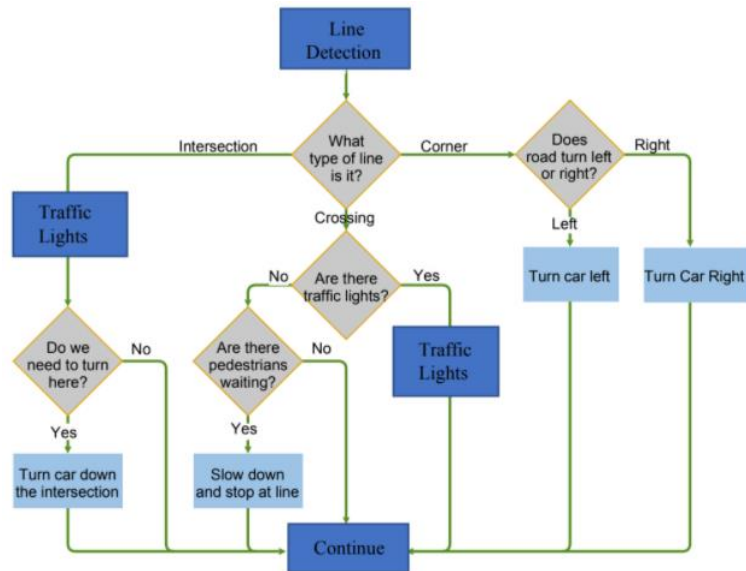 Line
Detection
What
type of line
is it?
Intersection
Corner
Crossing
Does
road turn left
or right?
Right
Left
Traffic
Lights
Turn car left
Turn Car Right
Are there
traffic lights?
No
Yes
Do we
need to turn
here?
No
Yes
Are there
pedestrians
waiting?
No
Yes
Traffic
Lights
Turn car down
the intersection
Slow down
and stop at line
Continue